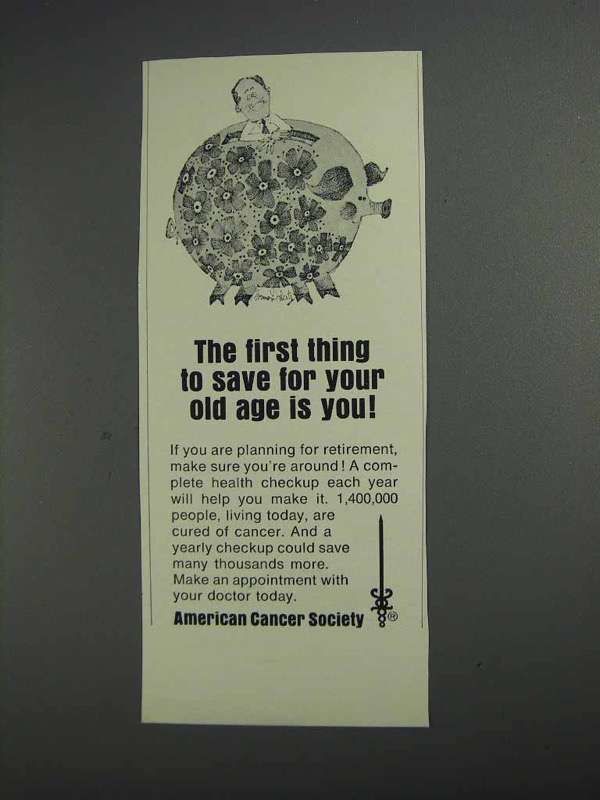 The first thing
to save for your
old age is you!
If you are planning for retirement,
make sure you're around! A com-
plete health checkup each year
will help you make it. 1,400,000
people, living today, are
cured of cancer. And a
yearly checkup could save
many thousands more.
Make an appointment with
your doctor today.
American Cancer Society ®